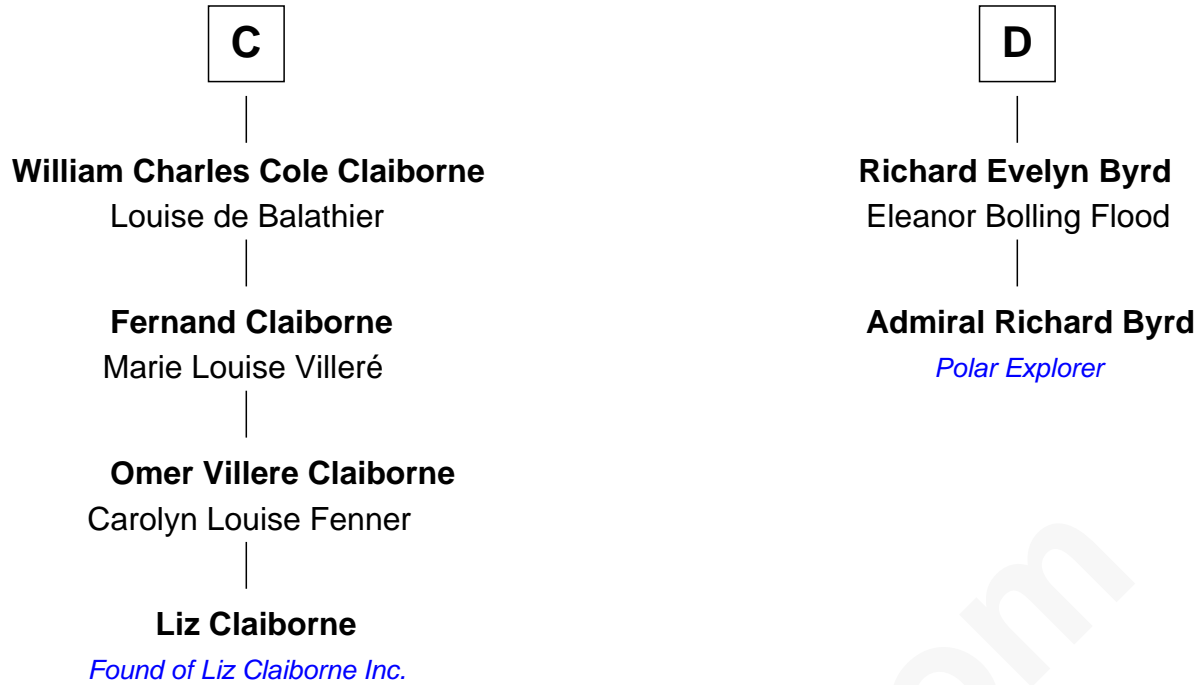 C
William Charles Cole Claiborne
Louise de Balathier
Fernand Claiborne
Marie Louise Villeré
Omer Villere Claiborne
Carolyn Louise Fenner
Liz Claiborne
Found of Liz Claiborne Inc.
D
Richard Evelyn Byrd
Eleanor Bolling Flood
Admiral Richard Byrd
Polar Explorer
om